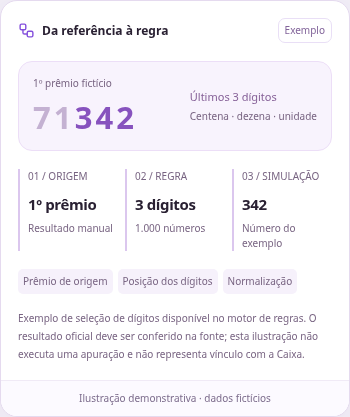 Da referência à regra
Exemplo
1º prêmio fictício
71342
Últimos 3 dígitos
Centena · dezena · unidade
01 / ORIGEM
1º prêmio
Resultado manual
02 / REGRA
3 dígitos
1.000 números
03 / SIMULAÇÃO
342
Número do
exemplo
Prêmio de origem
Posição dos dígitos
Normalização
Exemplo de seleção de dígitos disponível no motor de regras. O
resultado oficial deve ser conferido na fonte; esta ilustração não
executa uma apuração e não representa vínculo com a Caixa.
Ilustração demonstrativa · dados fictícios